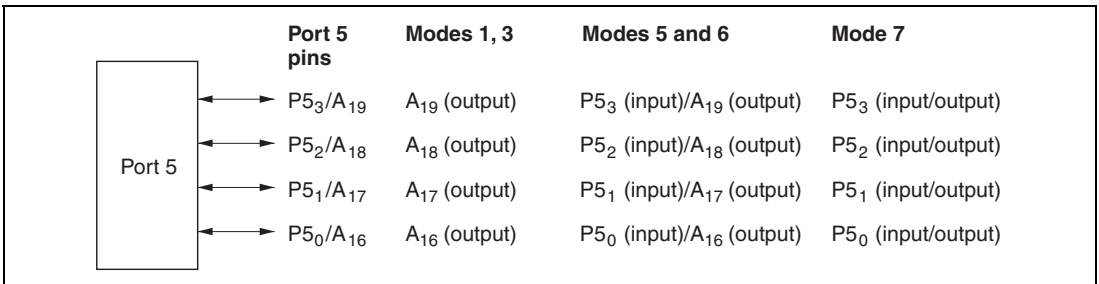 Port 5 pins Modes 1, 3 Modes 5 and 6 Mode 7
P5₃/A₁₉ A₁₉ (output) P5₃ (input)/A₁₉ (output) P5₃ (input/output)
P5₂/A₁₈ A₁₈ (output) P5₂ (input)/A₁₈ (output) P5₂ (input/output)
Port 5
P5₁/A₁₇ A₁₇ (output) P5₁ (input)/A₁₇ (output) P5₁ (input/output)
P5₀/A₁₆ A₁₆ (output) P5₀ (input)/A₁₆ (output) P5₀ (input/output)